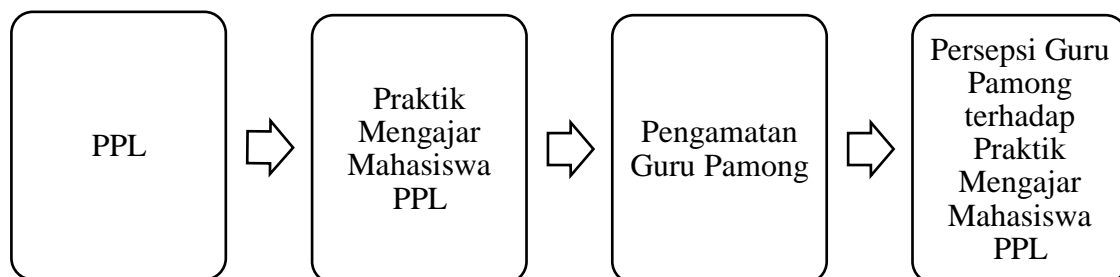 PPL
Praktik
Mengajar
Mahasiswa
PPL
Pengamatan
Guru Pamong
Persepsi Guru
Pamong
terhadap
Praktik
Mengajar
Mahasiswa
PPL